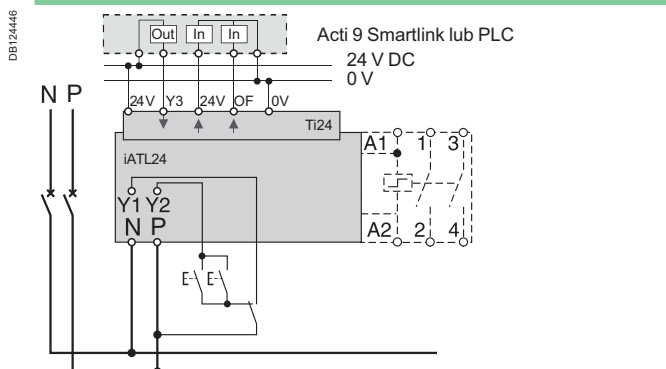 DB124446
Out In In
Acti 9 Smartlink lub PLC
24 V DC
0 V
N P
24V Y3 24V OF 0V
Ti24
A1 1 3
iATL24
Y1 Y2
N P
A2 2 4
E E